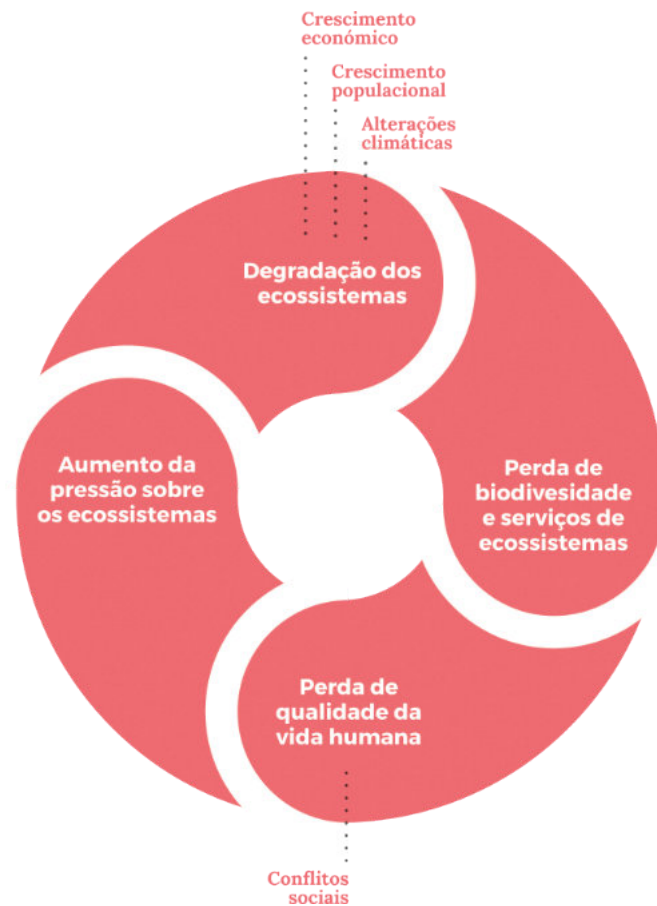 Crescimento
económico
Crescimento
populacional
Alterações
climáticas
Degradação dos
ecossistemas
Aumento da
pressão sobre
os ecossistemas
Perda de
biodivesidade
e serviços de
ecossistemas
Perda de
qualidade da
vida humana
Conflitos
sociais